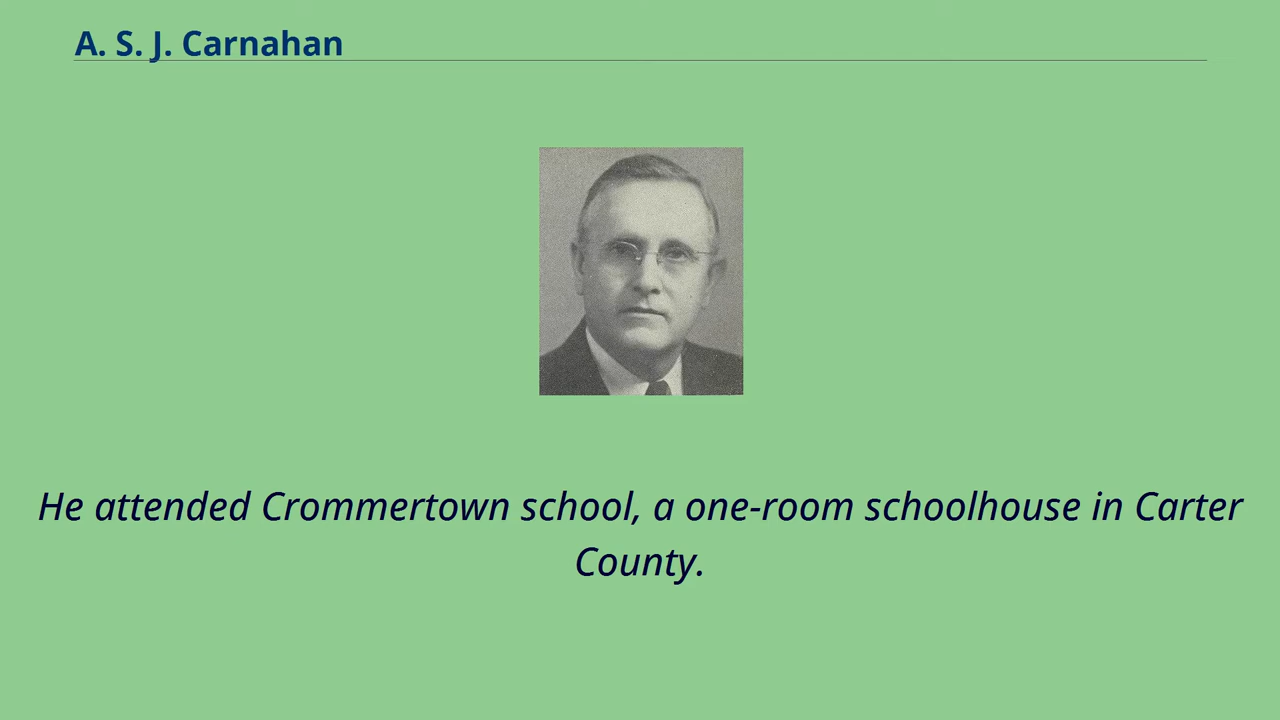 A. S. J. Carnahan
He attended Crommertown school, a one-room schoolhouse in Carter
County.